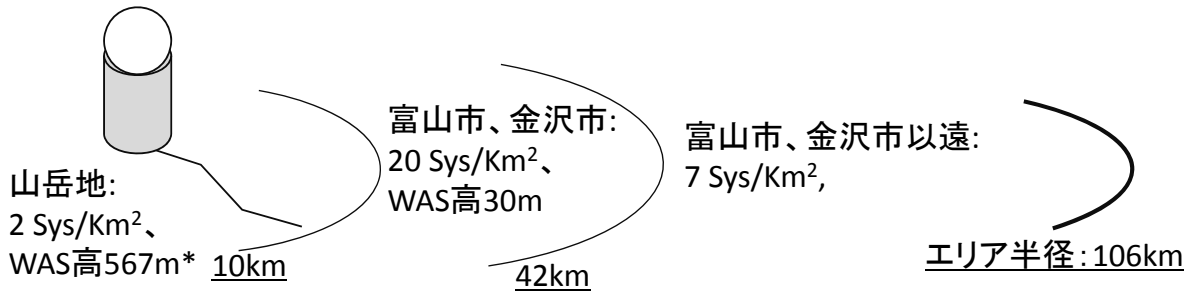 山岳地:
2 Sys/Km²、
WAS高567m*
10km
富山市、金沢市:
20 Sys/Km²、
WAS高30m
42km
富山市、金沢市以遠:
7 Sys/Km²,
エリア半径：106km